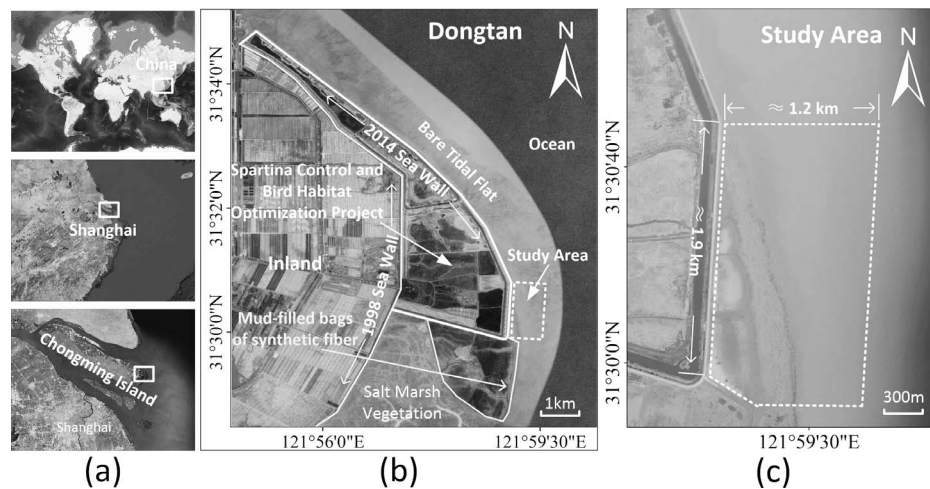 China
Shanghai
Chongming Island
Shanghai
(a)
Dongtan
N
31°34'0"N
31°32'0"N
31°30'0"N
2014 Sea Wall
Bare Tidal Flat
Ocean
Spartina Control and
Bird Habitat
Optimization Project
Inland
1998 Sea Wall
Study Area
Mud-filled bags
of synthetic fiber
Salt Marsh
Vegetation
1km
121°56'0"E
121°59'30"E
(b)
Study Area
N
≈ 1.2 km
31°30'40"N
≈ 1.9 km
31°30'0"N
300m
121°59'30"E
(c)